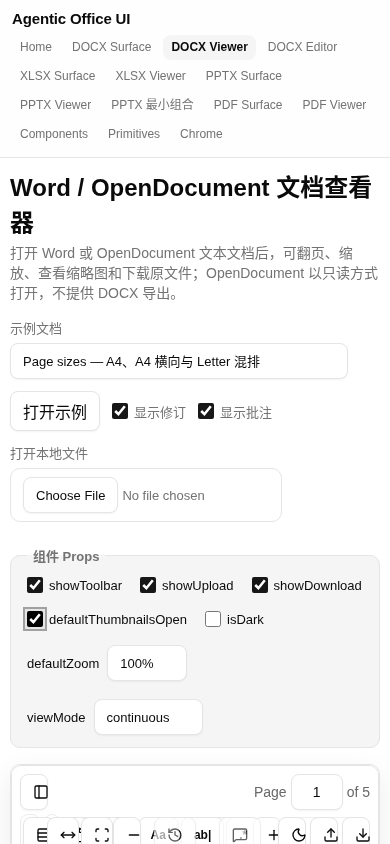 Agentic Office UI
Home DOCX Surface DOCX Viewer DOCX Editor
XLSX Surface XLSX Viewer PPTX Surface
PPTX Viewer PPTX 最小组合 PDF Surface PDF Viewer
Components Primitives Chrome
Word / OpenDocument 文档查看
器
打开 Word 或 OpenDocument 文本文档后，可翻页、缩
放、查看缩略图和下载原文件；OpenDocument 以只读方式
打开，不提供 DOCX 导出。
示例文档
Page sizes — A4、A4 横向与 Letter 混排
打开示例 显示修订 显示批注
打开本地文件
Choose File No file chosen
组件 Props
showToolbar showUpload showDownload
defaultThumbnailsOpen isDark
defaultZoom 100%
viewMode continuous
Page 1 of 5
Aa ab|